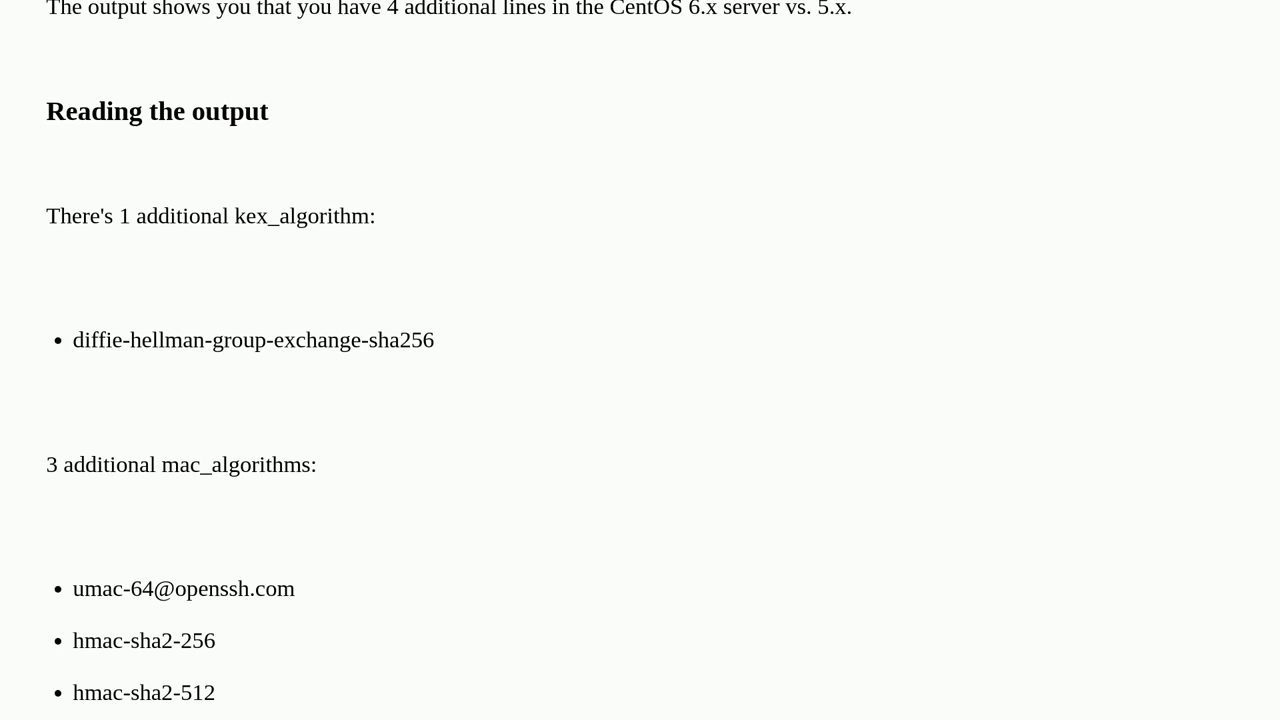 The output shows you that you have 4 additional lines in the CentOS 6.x server vs. 5.x.
Reading the output
There's 1 additional kex_algorithm:
• diffie-hellman-group-exchange-sha256
3 additional mac_algorithms:
• umac-64@openssh.com
• hmac-sha2-256
• hmac-sha2-512